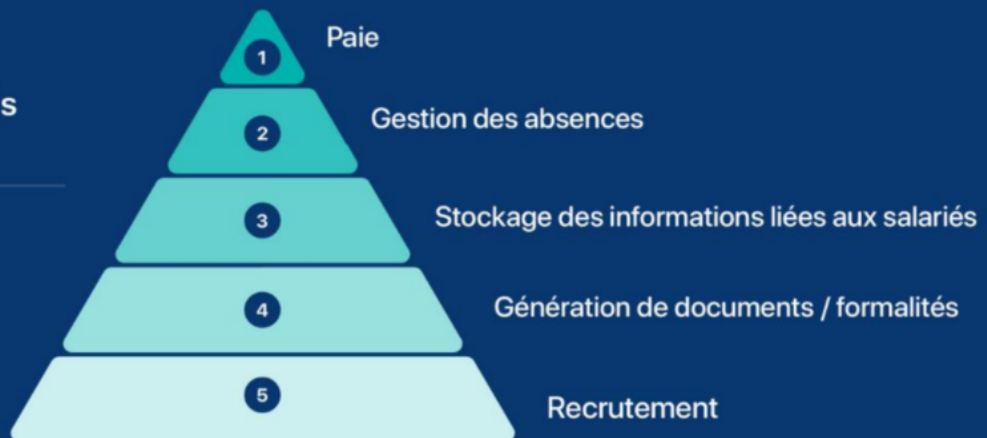 1 Paie
s
2 Gestion des absences
3 Stockage des informations liées aux salariés
4 Génération de documents / formalités
5 Recrutement